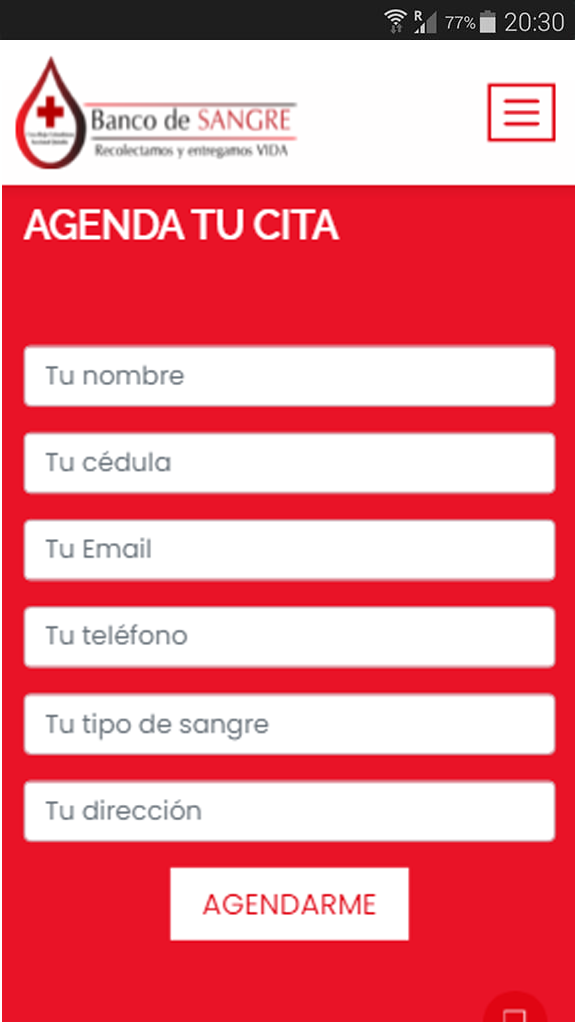 R
77% 20:30
Banco de SANGRE
Recolectamos y entregamos VIDA
AGENDA TU CITA
Tu nombre
Tu cédula
Tu Email
Tu teléfono
Tu tipo de sangre
Tu dirección
AGENDARME